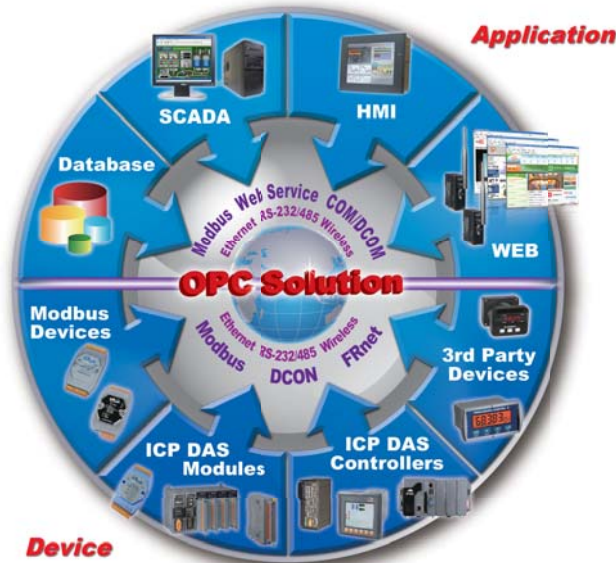 Application
SCADA
HMI
Database
WEB
Modbus Web Service COM/DCOM
Ethernet RS-232/485 Wireless
OPC Solution
Ethernet RS-232/485 Wireless
Modbus DCON FRnet
Modbus
Devices
3rd Party
Devices
ICP DAS
Modules
ICP DAS
Controllers
Device